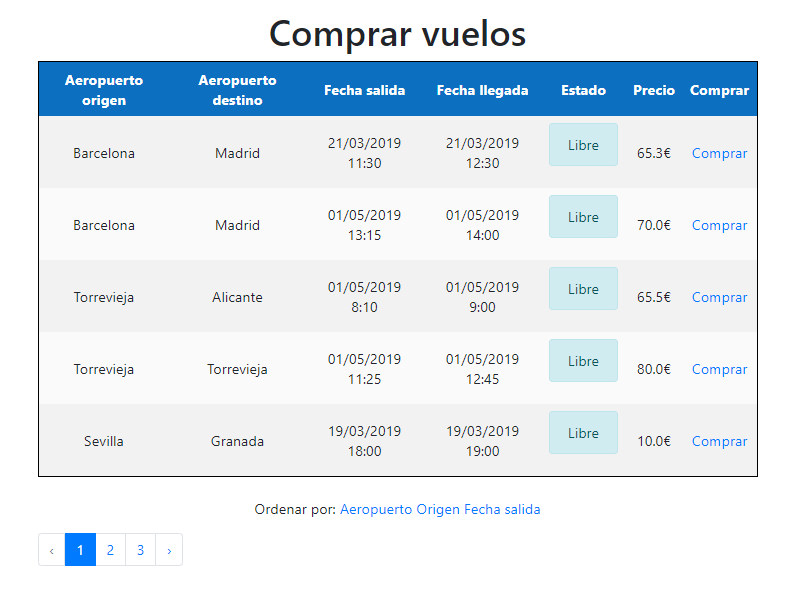 Comprar vuelos
Aeropuerto origen Aeropuerto destino Fecha salida Fecha llegada Estado Precio Comprar
Barcelona Madrid 21/03/2019 11:30 21/03/2019 12:30 Libre 65.3€ Comprar
Barcelona Madrid 01/05/2019 13:15 01/05/2019 14:00 Libre 70.0€ Comprar
Torrevieja Alicante 01/05/2019 8:10 01/05/2019 9:00 Libre 65.5€ Comprar
Torrevieja Torrevieja 01/05/2019 11:25 01/05/2019 12:45 Libre 80.0€ Comprar
Sevilla Granada 19/03/2019 18:00 19/03/2019 19:00 Libre 10.0€ Comprar
Ordenar por: Aeropuerto Origen Fecha salida
‹ 1 2 3 ›